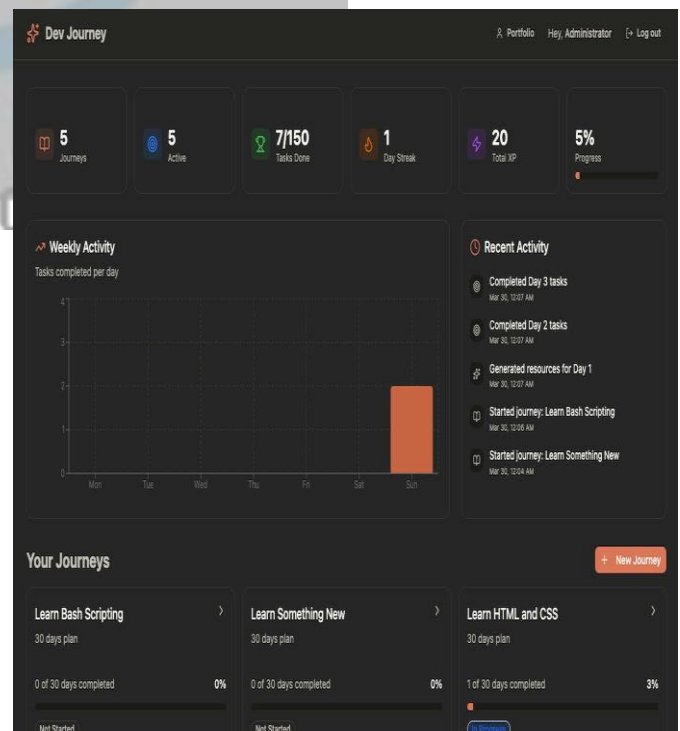 Dev Journey
Portfolio Hey, Administrator Log out
5
Journeys
5
Active
7/150
Tasks Done
1
Day Streak
20
Total XP
5%
Progress
Weekly Activity
Tasks completed per day
4
3
2
1
0
Mon Tue Wed Thu Fri Sat Sun
Recent Activity
Completed Day 3 tasks
Mar 30, 12:07 AM
Completed Day 2 tasks
Mar 30, 12:07 AM
Generated resources for Day 1
Mar 30, 12:07 AM
Started journey: Learn Bash Scripting
Mar 30, 12:06 AM
Started journey: Learn Something New
Mar 30, 12:04 AM
Your Journeys
+ New Journey
Learn Bash Scripting
30 days plan
0 of 30 days completed 0%
Not Started
Learn Something New
30 days plan
0 of 30 days completed 0%
Not Started
Learn HTML and CSS
30 days plan
1 of 30 days completed 3%
In Progress